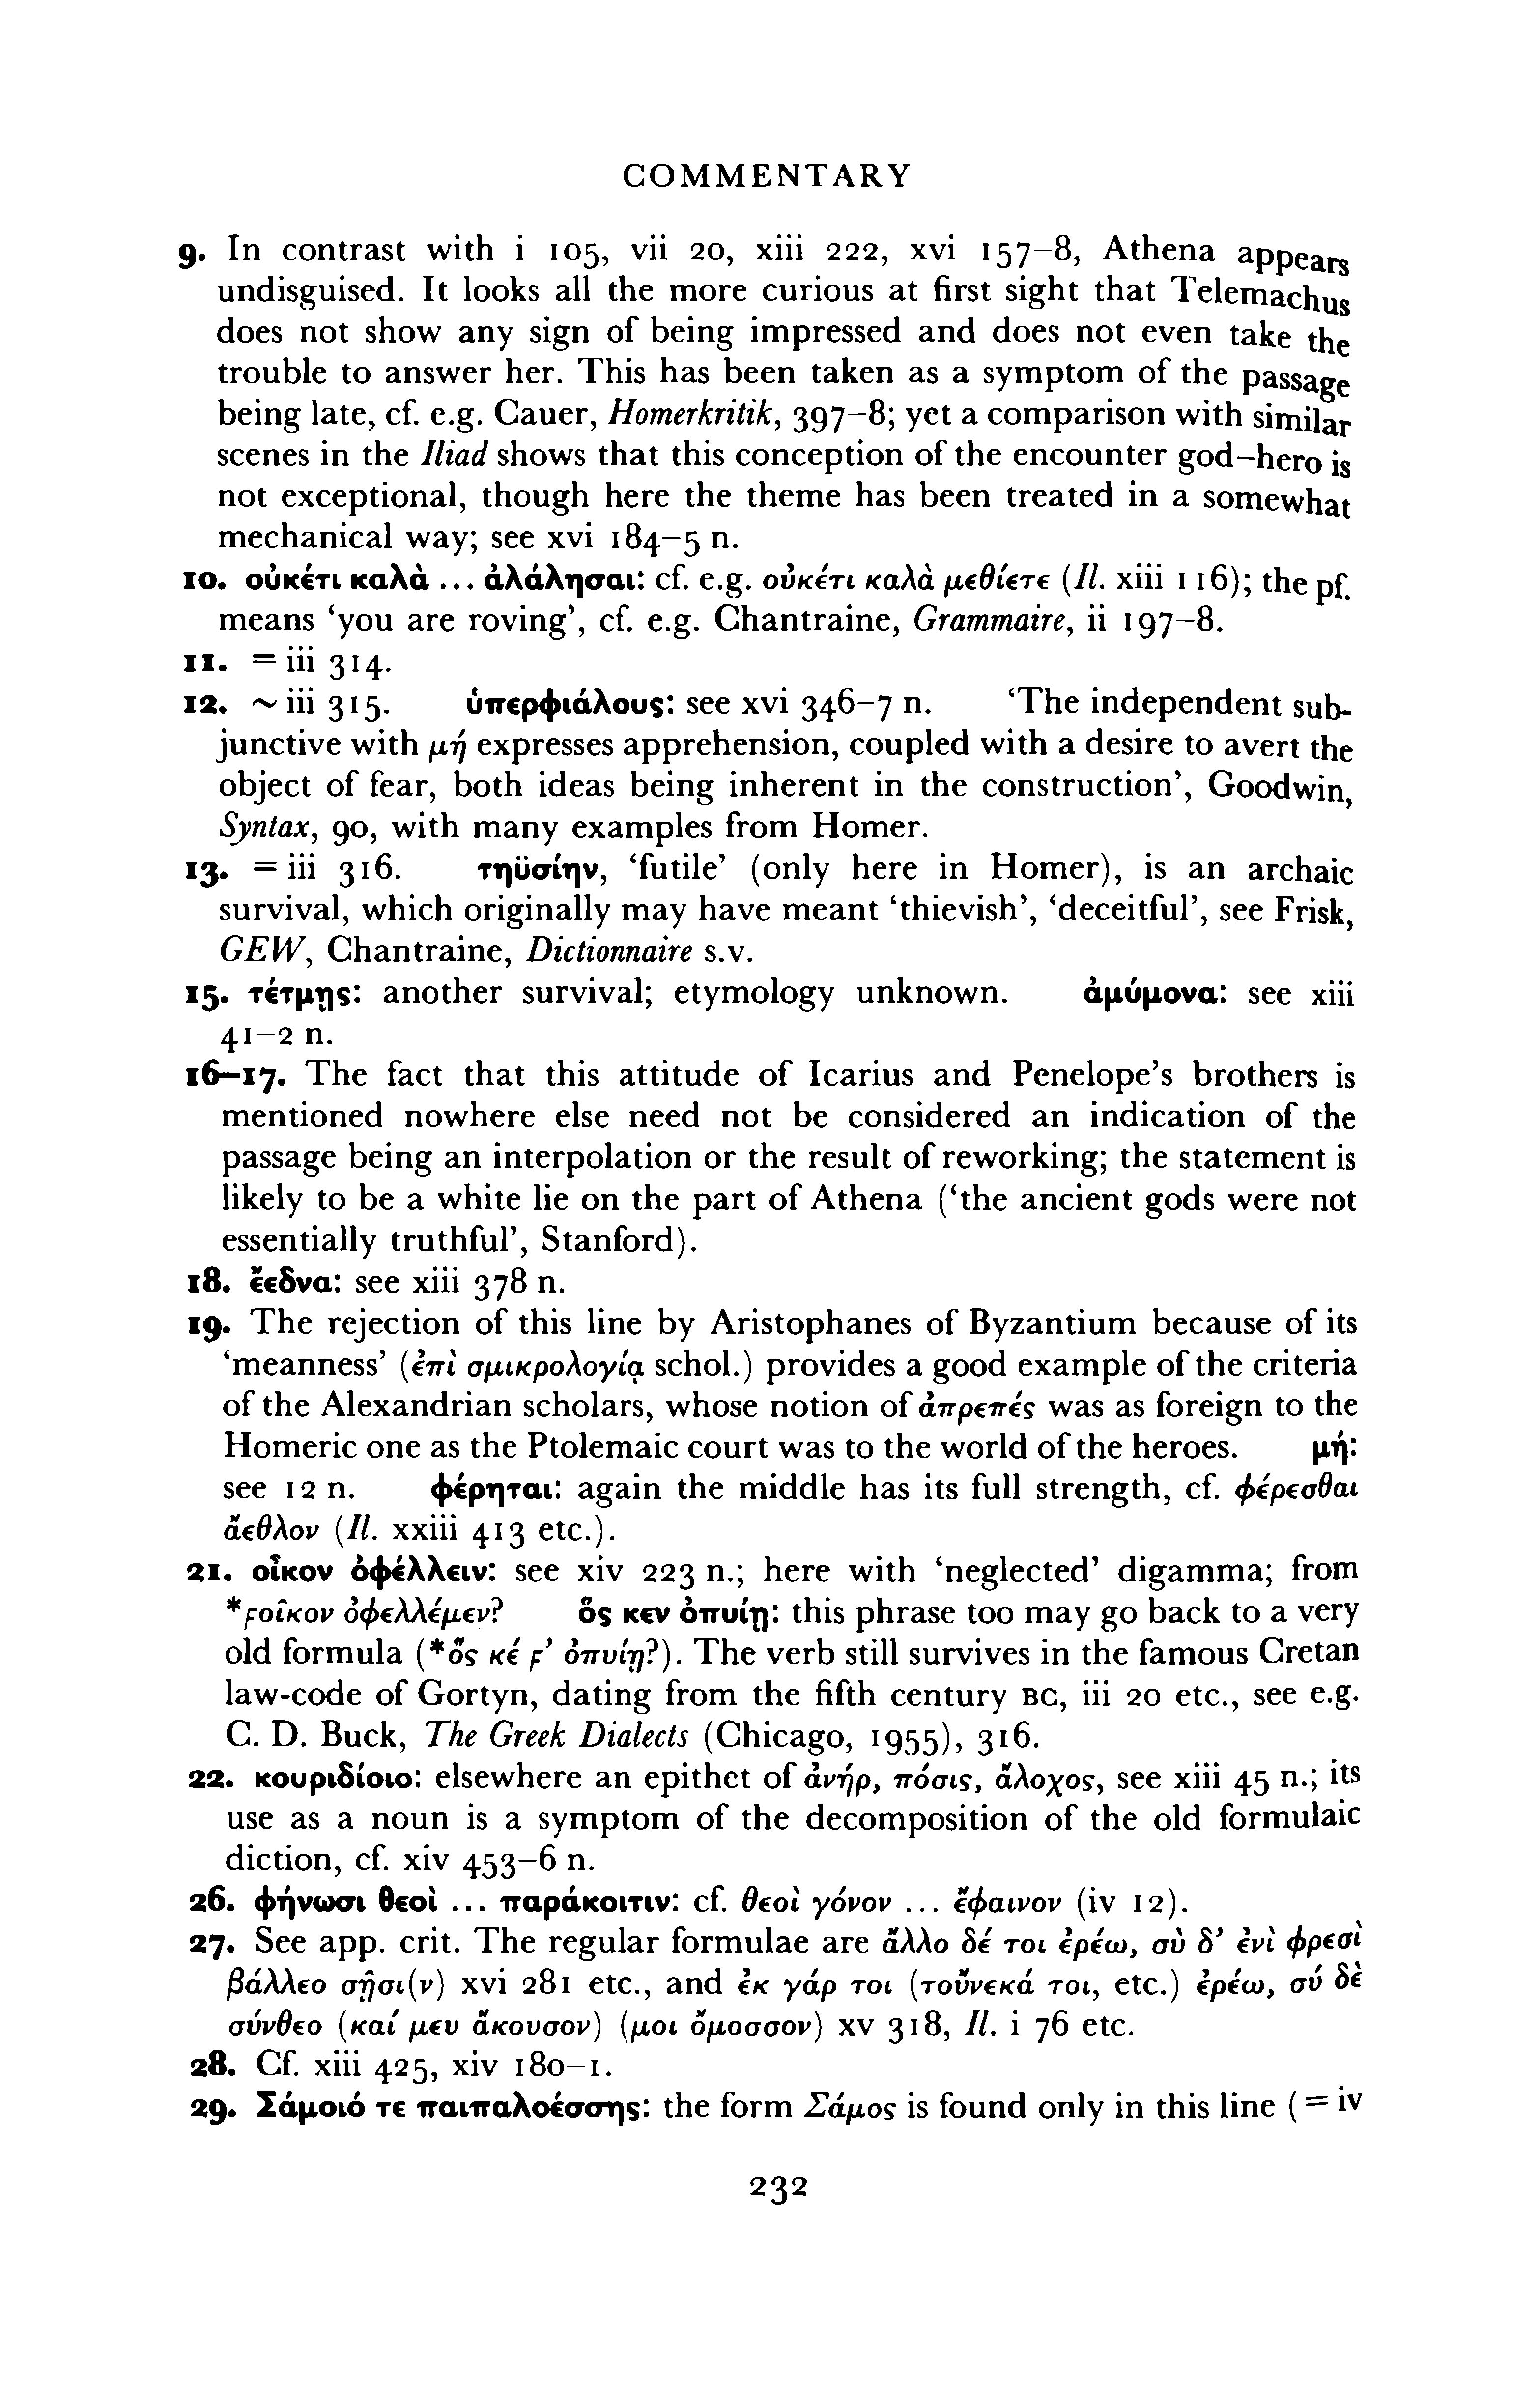 COMMENTARY
9. In contrast with i 105, vii 20, xiii 222, xvi 157–8, Athena appears
undisguised. It looks all the more curious at first sight that Telemachus
does not show any sign of being impressed and does not even take the
trouble to answer her. This has been taken as a symptom of the passage
being late, cf. e.g. Cauer, Homerkritik, 397–8; yet a comparison with similar
scenes in the Iliad shows that this conception of the encounter god–hero is
not exceptional, though here the theme has been treated in a somewhat
mechanical way; see xvi 184–5 n.
10. οὐκέτι καλὰ ... ἀλάλησαι: cf. e.g. οὐκέτι καλὰ μεθίετε (Il. xiii 116); the pf.
means ‘you are roving’, cf. e.g. Chantraine, Grammaire, ii 197–8.
11. = iii 314.
12. ~ iii 315. ὑπερφιάλους: see xvi 346–7 n. ‘The independent sub-
junctive with μή expresses apprehension, coupled with a desire to avert the
object of fear, both ideas being inherent in the construction’, Goodwin,
Syntax, 90, with many examples from Homer.
13. = iii 316. τηϋσίην, ‘futile’ (only here in Homer), is an archaic
survival, which originally may have meant ‘thievish’, ‘deceitful’, see Frisk,
GEW, Chantraine, Dictionnaire s.v.
15. τέτμῃς: another survival; etymology unknown. ἀμύμονα: see xiii
41–2 n.
16–17. The fact that this attitude of Icarius and Penelope’s brothers is
mentioned nowhere else need not be considered an indication of the
passage being an interpolation or the result of reworking; the statement is
likely to be a white lie on the part of Athena (‘the ancient gods were not
essentially truthful’, Stanford).
18. ἔεδνα: see xiii 378 n.
19. The rejection of this line by Aristophanes of Byzantium because of its
‘meanness’ (ἐπὶ σμικρολογίᾳ schol.) provides a good example of the criteria
of the Alexandrian scholars, whose notion of ἀπρεπές was as foreign to the
Homeric one as the Ptolemaic court was to the world of the heroes. μή:
see 12 n. φέρηται: again the middle has its full strength, cf. φέρεσθαι
ἄεθλον (Il. xxiii 413 etc.).
21. οἶκον ὀφέλλειν: see xiv 223 n.; here with ‘neglected’ digamma; from
*ϝοῖκον ὀφελλέμεν? ὅς κεν ὀπυίῃ: this phrase too may go back to a very
old formula (*ὅς κέ ϝ’ ὀπυίῃ?). The verb still survives in the famous Cretan
law-code of Gortyn, dating from the fifth century BC, iii 20 etc., see e.g.
C. D. Buck, The Greek Dialects (Chicago, 1955), 316.
22. κουριδίοιο: elsewhere an epithet of ἀνήρ, πόσις, ἄλοχος, see xiii 45 n.; its
use as a noun is a symptom of the decomposition of the old formulaic
diction, cf. xiv 453–6 n.
26. φήνωσι θεοὶ ... παράκοιτιν: cf. θεοὶ γόνον ... ἔφαινον (iv 12).
27. See app. crit. The regular formulae are ἄλλο δέ τοι ἐρέω, σὺ δ’ ἐνὶ φρεσὶ
βάλλεο σῇσι(ν) xvi 281 etc., and ἐκ γάρ τοι (τοὔνεκά τοι, etc.) ἐρέω, σύ δὲ
σύνθεο (καί μευ ἄκουσον) (μοι ὄμοσσον) xv 318, Il. i 76 etc.
28. Cf. xiii 425, xiv 180–1.
29. Σάμοιό τε παιπαλοέσσης: the form Σάμος is found only in this line (= iv
232